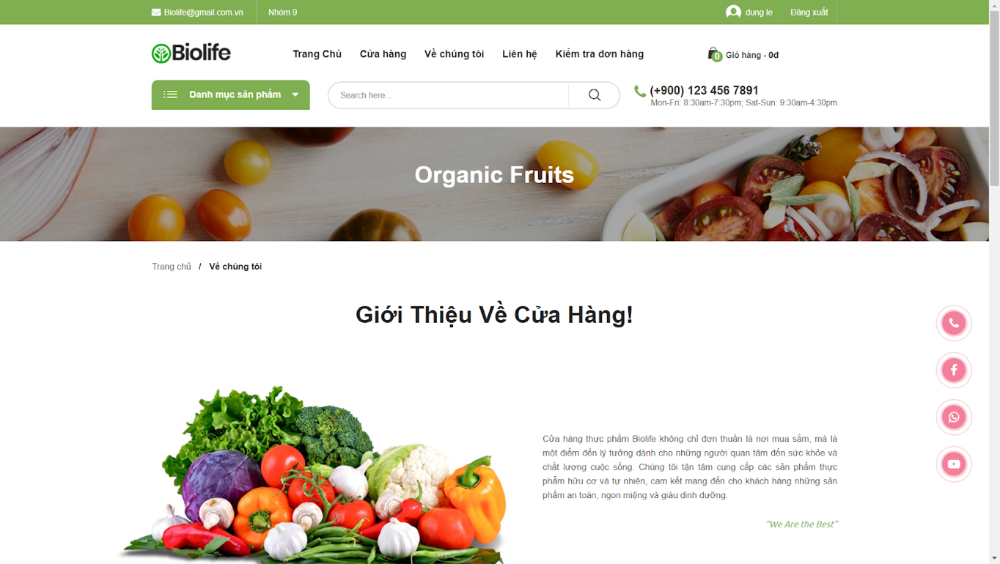 Biolife@gmail.com.vn
Nhóm 9
dung le
Đăng xuất
Biolife
Trang Chủ
Cửa hàng
Về chúng tôi
Liên hệ
Kiểm tra đơn hàng
0
Giỏ hàng - 0đ
Danh mục sản phẩm
Search here...
(+900) 123 456 7891
Mon-Fri: 8:30am-7:30pm; Sat-Sun: 9:30am-4:30pm
Organic Fruits
Trang chủ / Về chúng tôi
Giới Thiệu Về Cửa Hàng!
Cửa hàng thực phẩm Biolife không chỉ đơn thuần là nơi mua sắm, mà là
một điểm đến lý tưởng dành cho những người quan tâm đến sức khỏe và
chất lượng cuộc sống. Chúng tôi tận tâm cung cấp các sản phẩm thực
phẩm hữu cơ và tự nhiên, cam kết mang đến cho khách hàng những sản
phẩm an toàn, ngon miệng và giàu dinh dưỡng.
"We Are the Best"